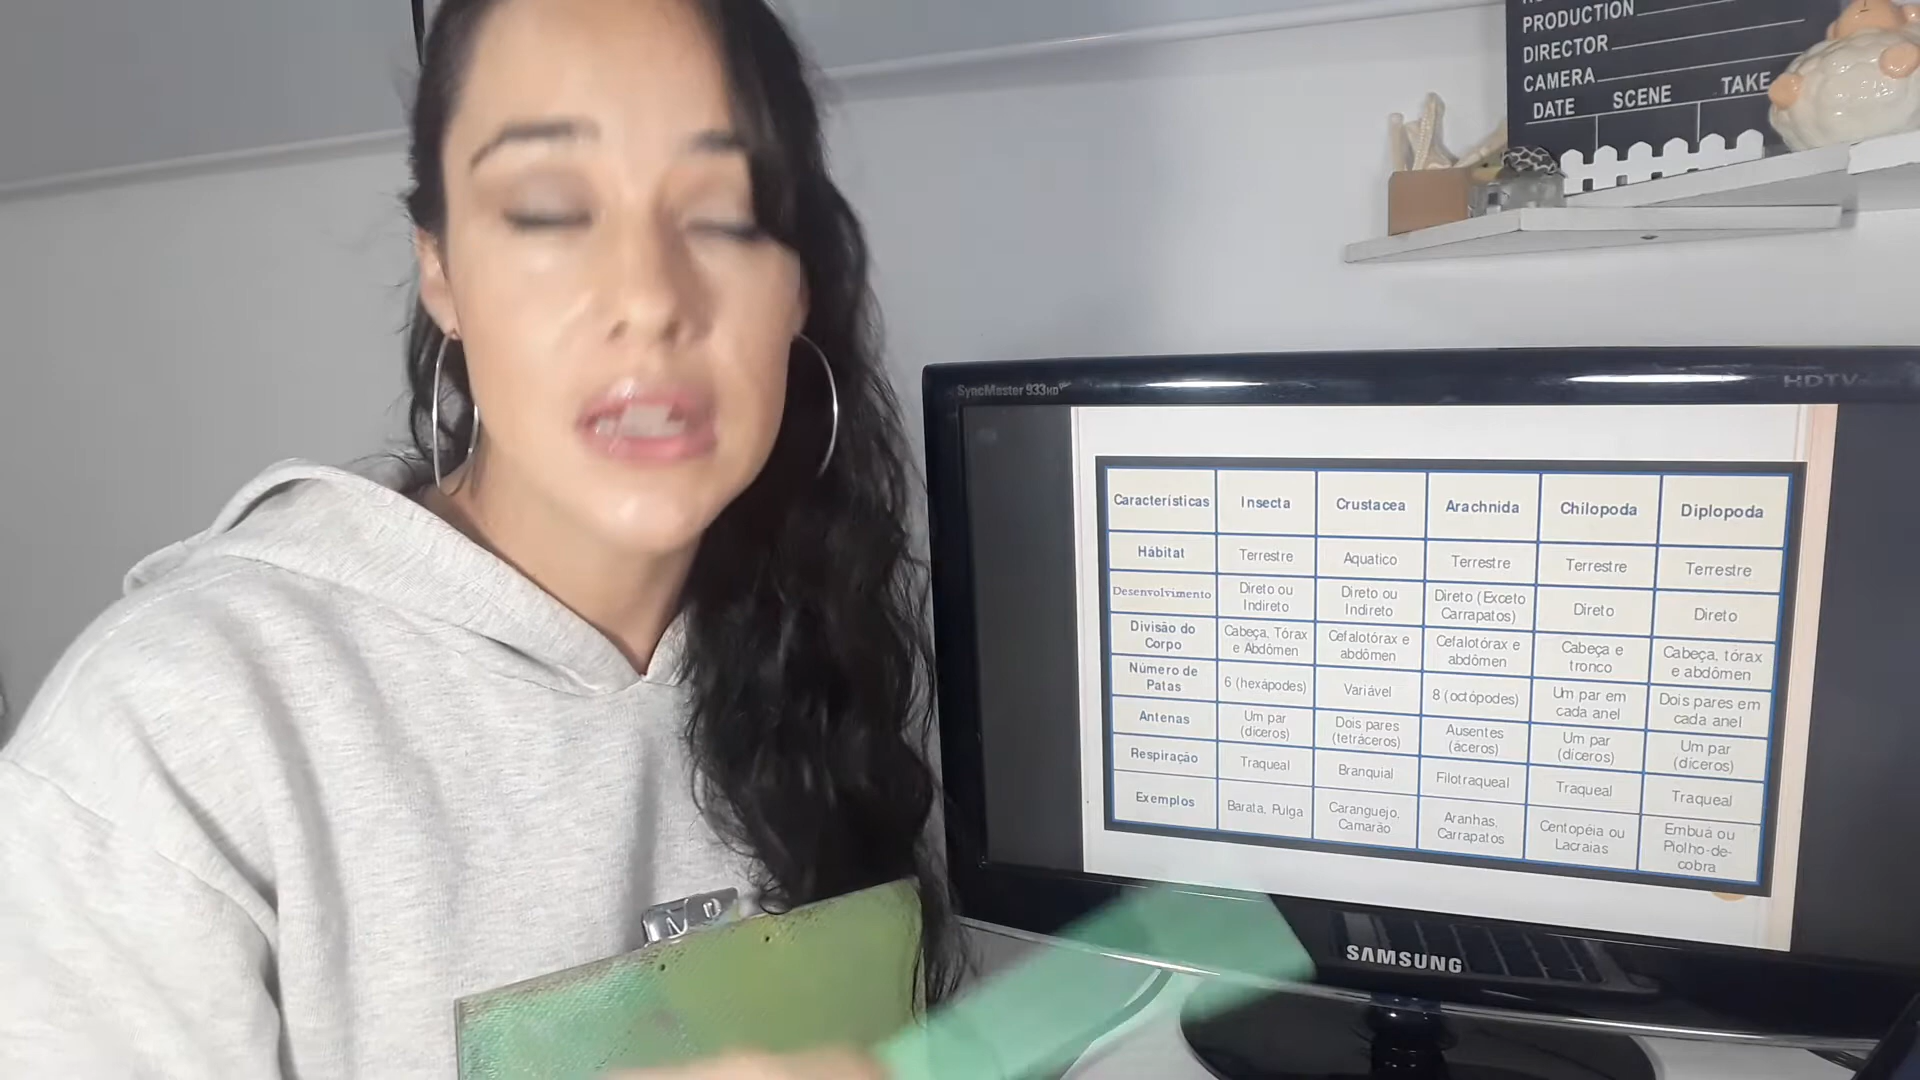 PRODUCTION
DIRECTOR
CAMERA
DATE SCENE TAKE
SyncMaster 933HD
HDTV
Características Insecta Crustacea Arachnida Chilopoda Diplopoda
Hábitat Terrestre Aquatico Terrestre Terrestre Terrestre
Desenvolvimento Direto ou Indireto Direto ou Indireto Direto (Exceto Carrapatos) Direto Direto
Divisão do Corpo Cabeça, Tórax e Abdômen Cefalotórax e abdômen Cefalotórax e abdômen Cabeça e tronco Cabeça, tórax e abdômen
Número de Patas 6 (hexápodes) Variável 8 (octópodes) Um par em cada anel Dois pares em cada anel
Antenas Um par (díceros) Dois pares (tetráceros) Ausentes (áceros) Um par (díceros) Um par (díceros)
Respiração Traqueal Branquial Filotraqueal Traqueal Traqueal
Exemplos Barata, Pulga Caranguejo, Camarão Aranhas, Carrapatos Centopéia ou Lacraias Embuá ou Piolho-de-cobra
SAMSUNG